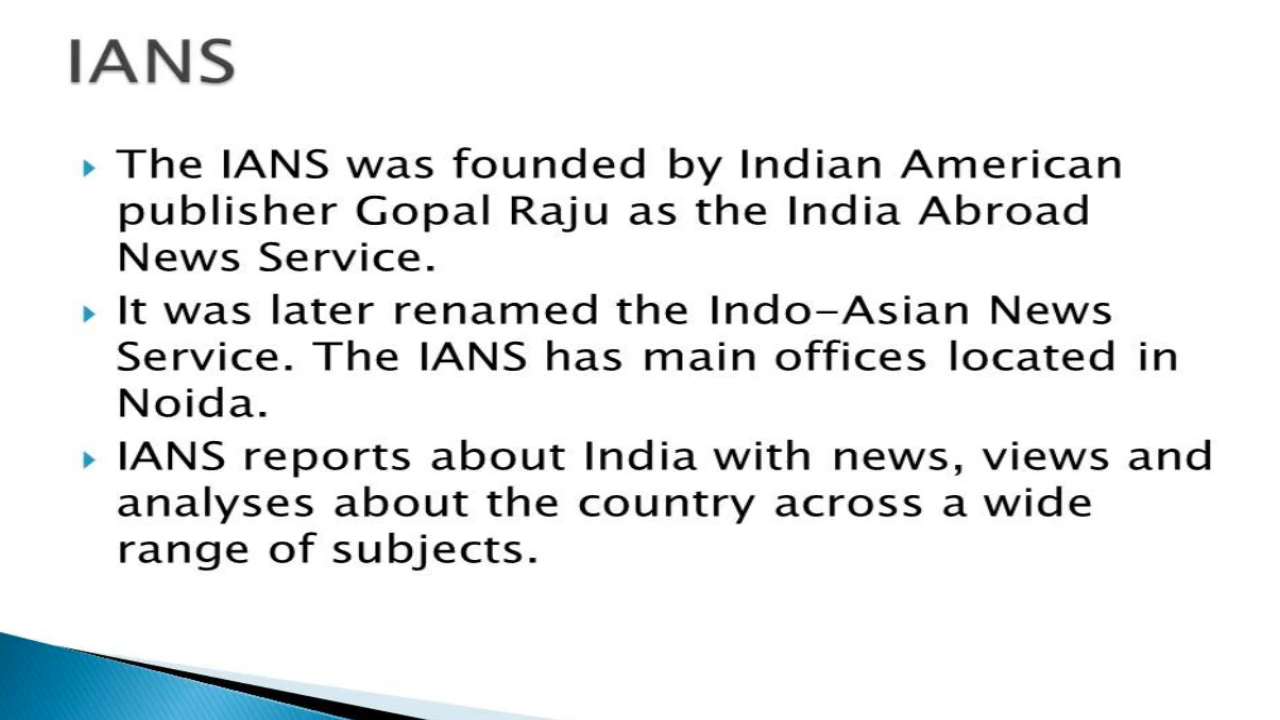 IANS
The IANS was founded by Indian American
publisher Gopal Raju as the India Abroad
News Service.
It was later renamed the Indo-Asian News
Service. The IANS has main offices located in
Noida.
IANS reports about India with news, views and
analyses about the country across a wide
range of subjects.